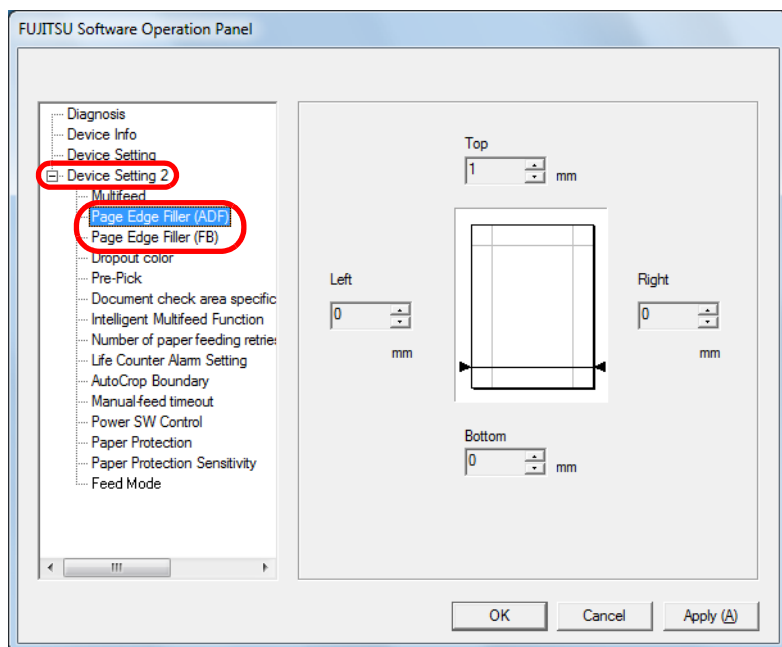 FUJITSU Software Operation Panel
Diagnosis
Device Info
Device Setting
Device Setting 2
Multifeed
Page Edge Filler (ADF)
Page Edge Filler (FB)
Dropout color
Pre-Pick
Document check area specific
Intelligent Multifeed Function
Number of paper feeding retries
Life Counter Alarm Setting
AutoCrop Boundary
Manual-feed timeout
Power SW Control
Paper Protection
Paper Protection Sensitivity
Feed Mode
Top
1 mm
Left
0
mm
Right
0
mm
Bottom
0 mm
OK Cancel Apply (A)